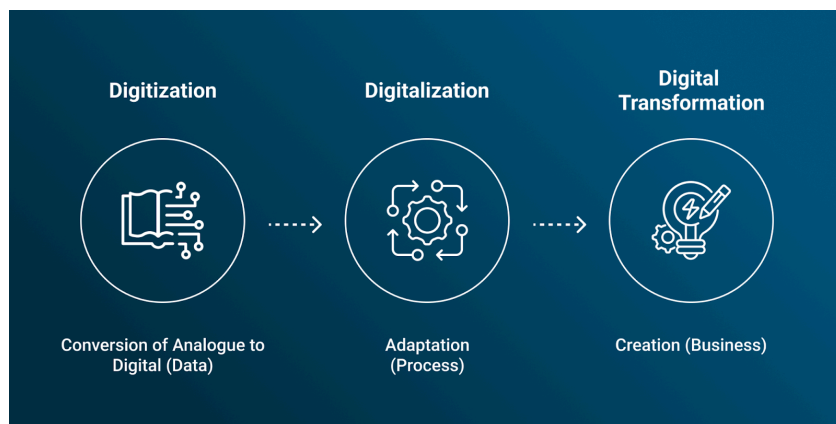 Digitization
Conversion of Analogue to
Digital (Data)
Digitalization
Adaptation
(Process)
Digital
Transformation
Creation (Business)